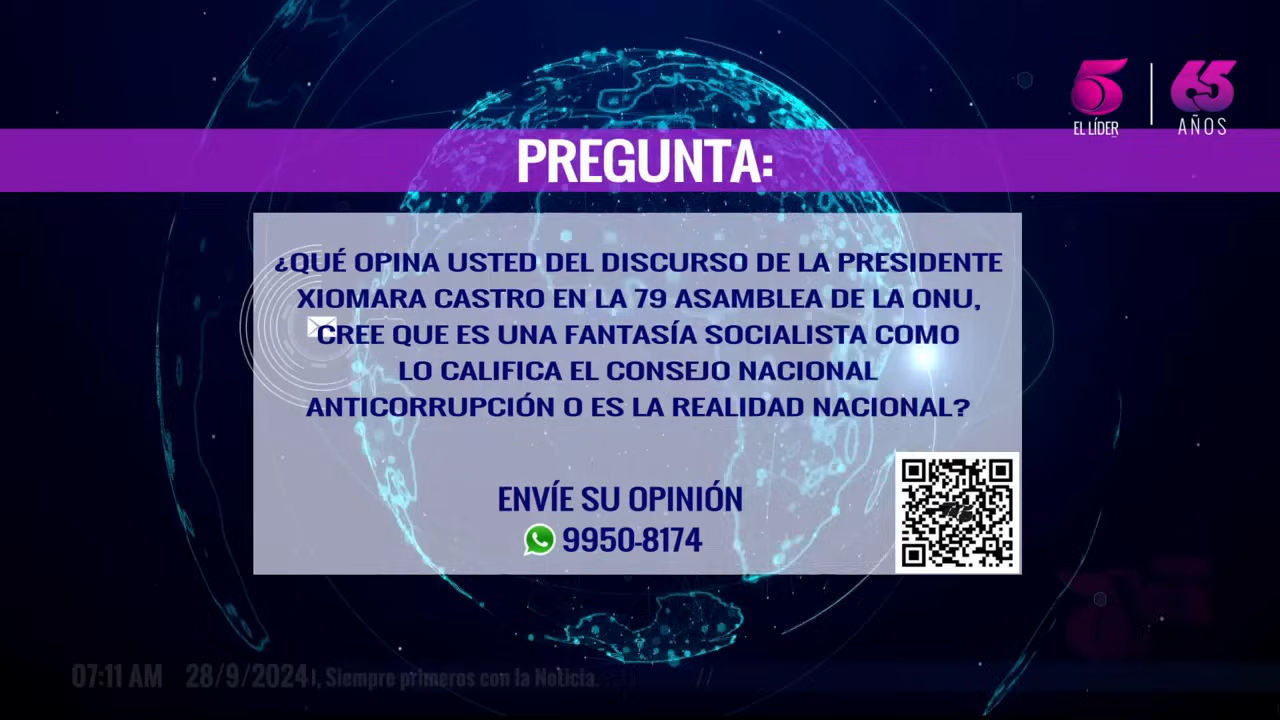 5
EL LÍDER
65
AÑOS
PREGUNTA:
¿QUÉ OPINA USTED DEL DISCURSO DE LA PRESIDENTE
XIOMARA CASTRO EN LA 79 ASAMBLEA DE LA ONU,
CREE QUE ES UNA FANTASÍA SOCIALISTA COMO
LO CALIFICA EL CONSEJO NACIONAL
ANTICORRUPCIÓN O ES LA REALIDAD NACIONAL?
ENVÍE SU OPINIÓN
9950-8174
07:11 AM 28/9/2024 , Siempre primeros con la Noticia. //